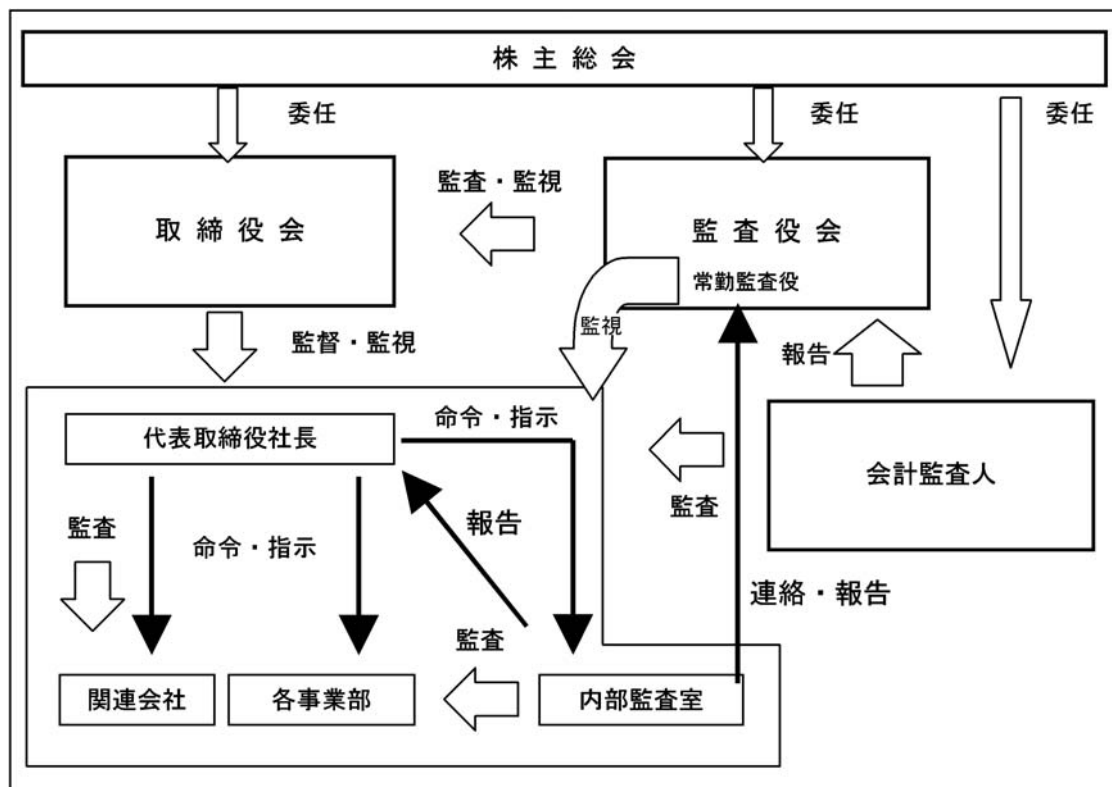 株主総会
委任
委任
委任
取締役会
監査・監視
監査役会
常勤監査役
監視
監督・監視
報告
代表取締役社長
命令・指示
会計監査人
監査
報告
監査
命令・指示
連絡・報告
監査
関連会社
各事業部
内部監査室